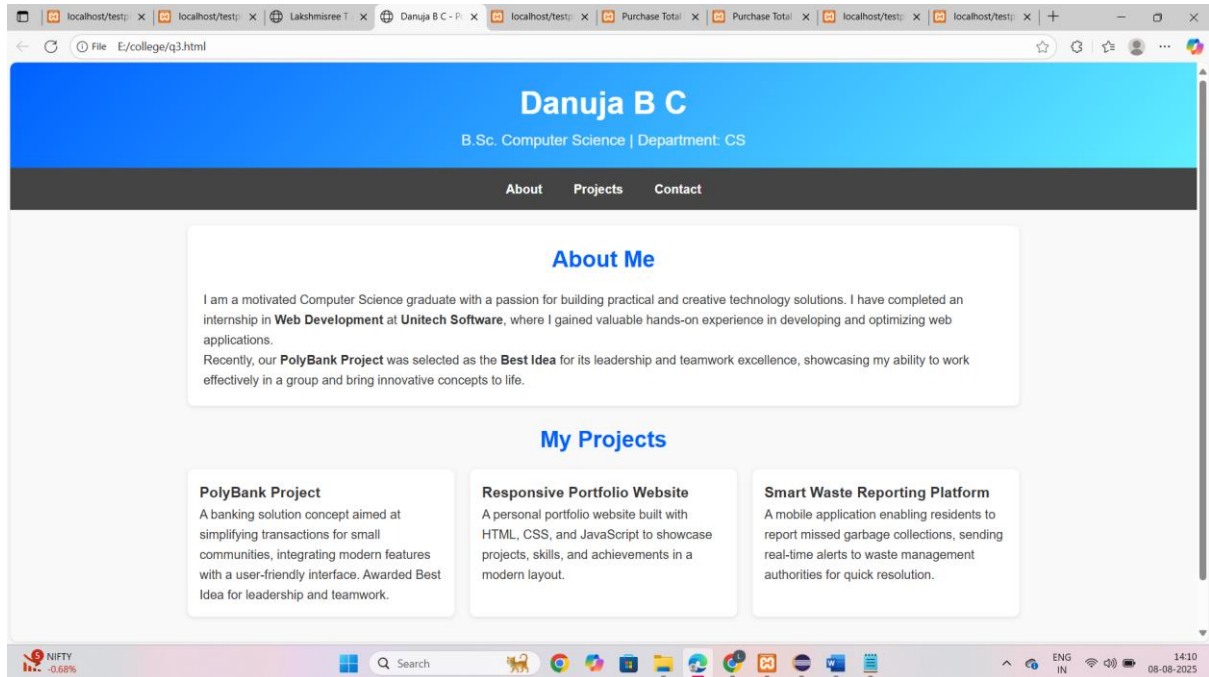 localhost/testp
localhost/testp
Lakshmisree T
Danuja B C - Po
localhost/testp
Purchase Total
Purchase Total
localhost/testp
localhost/testp
File E:/college/q3.html
Danuja B C
B.Sc. Computer Science | Department: CS
About Projects Contact
About Me
I am a motivated Computer Science graduate with a passion for building practical and creative technology solutions. I have completed an
internship in Web Development at Unitech Software, where I gained valuable hands-on experience in developing and optimizing web
applications.
Recently, our PolyBank Project was selected as the Best Idea for its leadership and teamwork excellence, showcasing my ability to work
effectively in a group and bring innovative concepts to life.
My Projects
PolyBank Project
A banking solution concept aimed at
simplifying transactions for small
communities, integrating modern features
with a user-friendly interface. Awarded Best
Idea for leadership and teamwork.
Responsive Portfolio Website
A personal portfolio website built with
HTML, CSS, and JavaScript to showcase
projects, skills, and achievements in a
modern layout.
Smart Waste Reporting Platform
A mobile application enabling residents to
report missed garbage collections, sending
real-time alerts to waste management
authorities for quick resolution.
5
NIFTY
-0.68%
Search
ENG
IN
14:10
08-08-2025